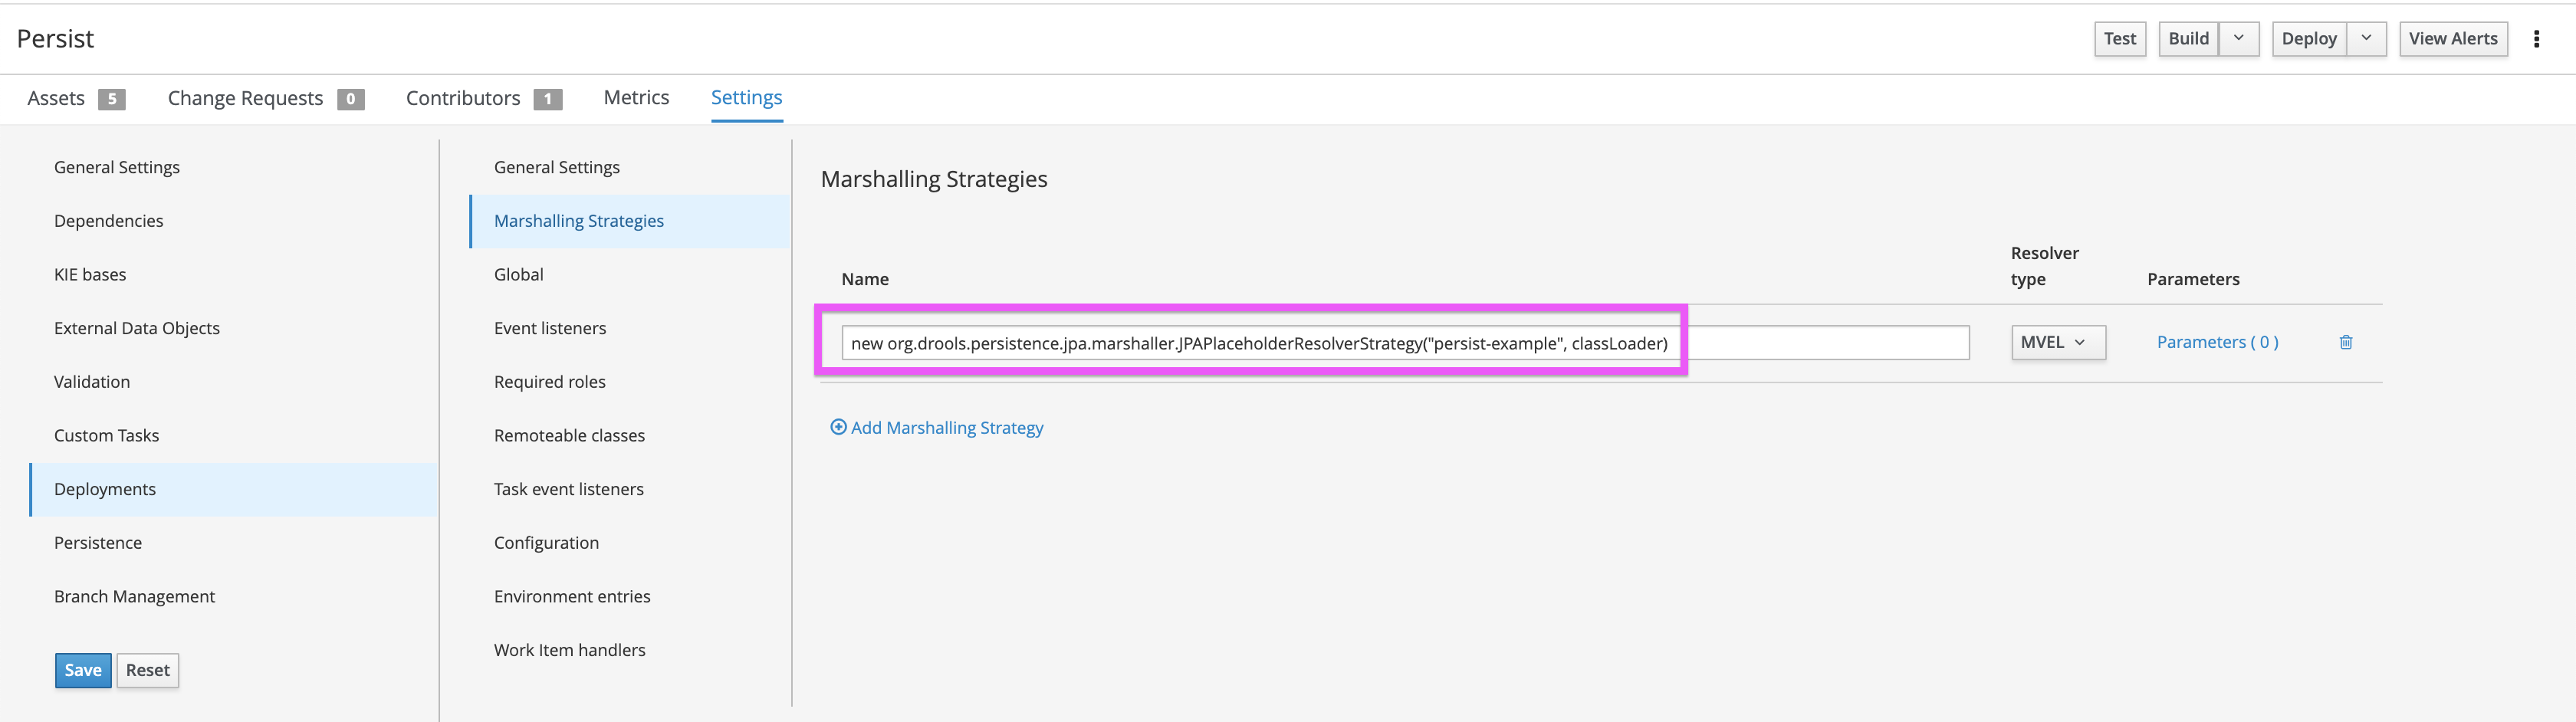 Persist
Test Build Deploy View Alerts
Assets 5 Change Requests 0 Contributors 1 Metrics Settings
General Settings
Dependencies
KIE bases
External Data Objects
Validation
Custom Tasks
Deployments
Persistence
Branch Management
Save Reset
General Settings
Marshalling Strategies
Global
Event listeners
Required roles
Remoteable classes
Task event listeners
Configuration
Environment entries
Work Item handlers
Marshalling Strategies
Name Resolver type Parameters
new org.drools.persistence.jpa.marshaller.JPAPlaceholderResolverStrategy("persist-example", classLoader) MVEL Parameters ( 0 )
Add Marshalling Strategy